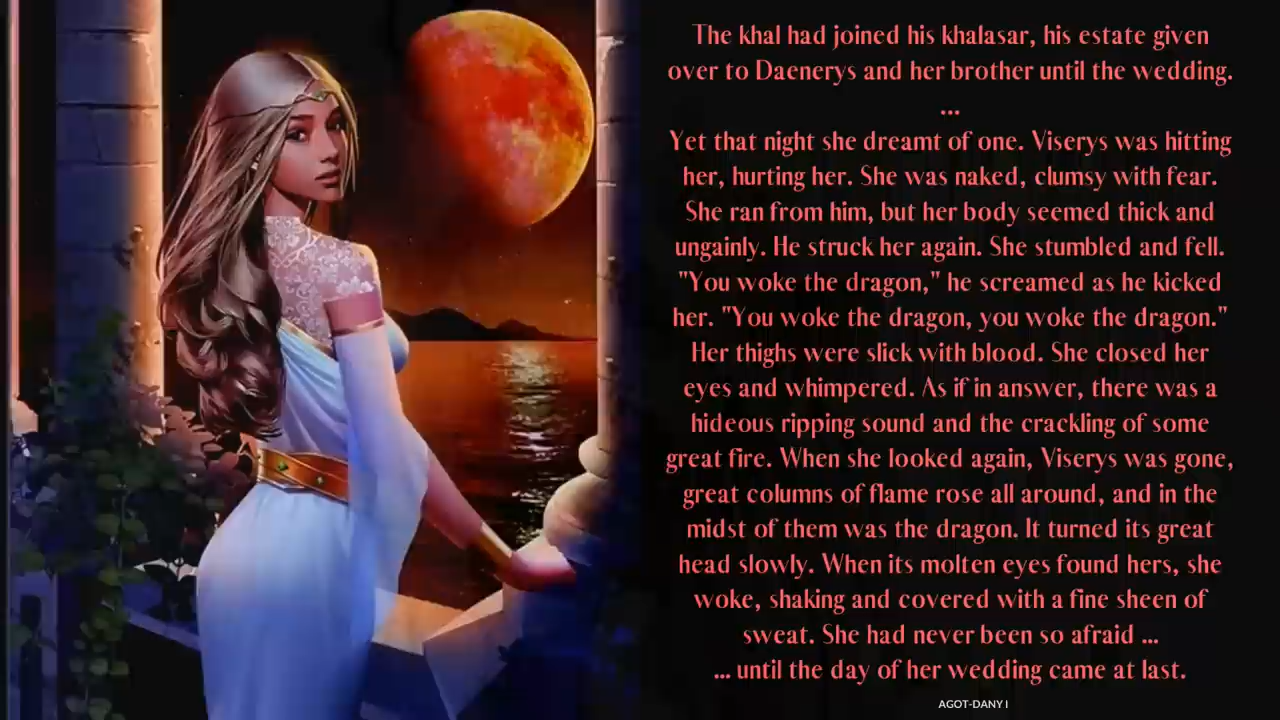 The khal had joined his khalasar, his estate given
over to Daenerys and her brother until the wedding.
...
Yet that night she dreamt of one. Viserys was hitting
her, hurting her. She was naked, clumsy with fear.
She ran from him, but her body seemed thick and
ungainly. He struck her again. She stumbled and fell.
"You woke the dragon," he screamed as he kicked
her. "You woke the dragon, you woke the dragon."
Her thighs were slick with blood. She closed her
eyes and whimpered. As if in answer, there was a
hideous ripping sound and the crackling of some
great fire. When she looked again, Viserys was gone,
great columns of flame rose all around, and in the
midst of them was the dragon. It turned its great
head slowly. When its molten eyes found hers, she
woke, shaking and covered with a fine sheen of
sweat. She had never been so afraid ...
... until the day of her wedding came at last.
AGOT-DANY I